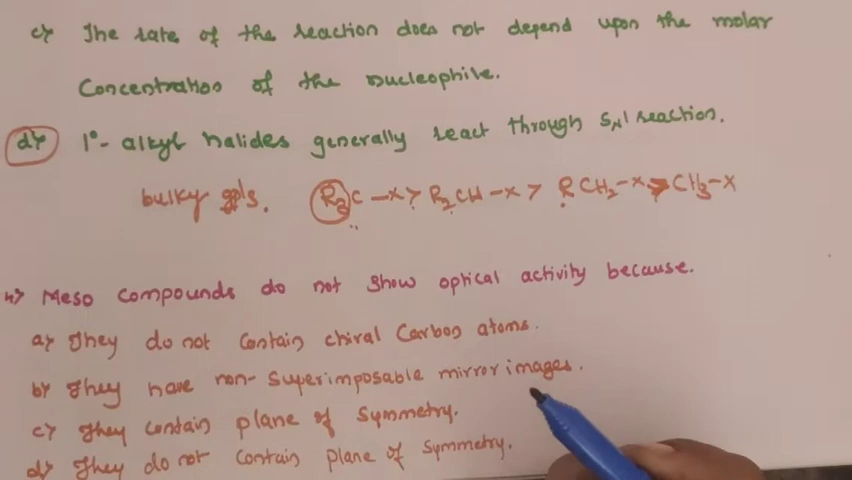 c) The rate of the reaction does not depend upon the molar
Concentration of the nucleophile.
d) 1°- alkyl halides generally react through SN1 reaction.
bulky gps. R3C-X > R2CH-X > RCH2-X > CH3-X
4) Meso compounds do not show optical activity because.
a) They do not contain chiral Carbon atoms.
b) They have non-superimposable mirror images.
c) They contain plane of symmetry.
d) They do not contain plane of symmetry.